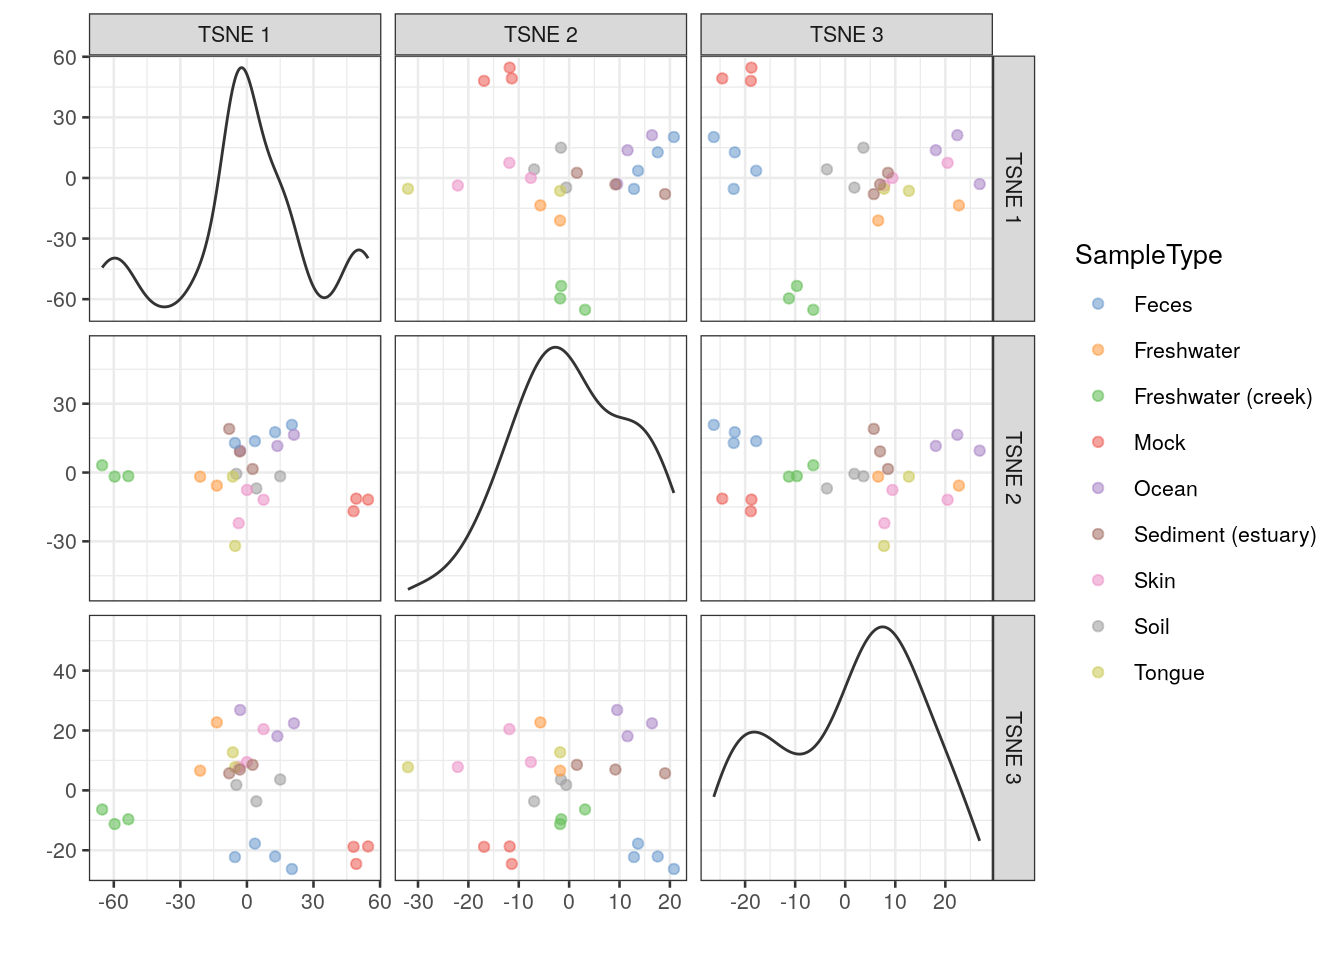 TSNE 1 TSNE 2 TSNE 3
60
30
0
-30
-60
TSNE 1
30
0
-30
TSNE 2
40
20
0
-20
TSNE 3
-60 -30 0 30 60 -30 -20 -10 0 10 20 -20 -10 0 10 20
SampleType
Feces
Freshwater
Freshwater (creek)
Mock
Ocean
Sediment (estuary)
Skin
Soil
Tongue